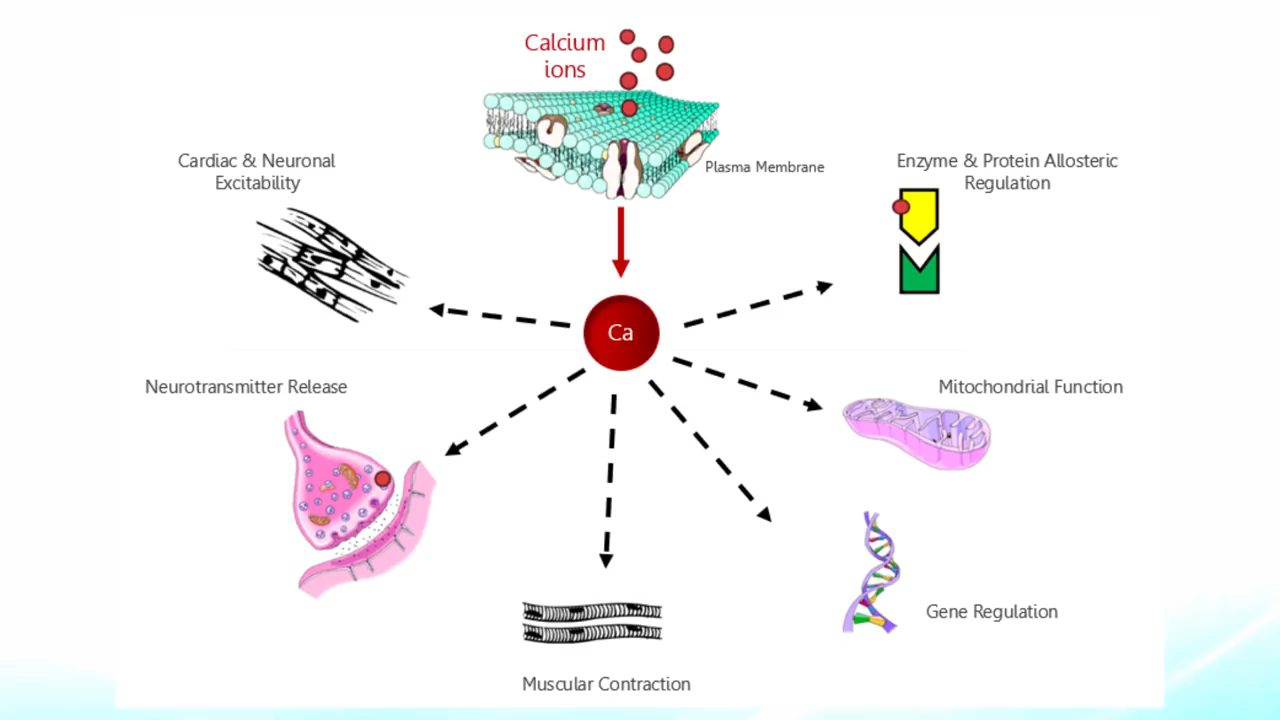 Calcium
ions
Plasma Membrane
Cardiac & Neuronal
Excitability
Enzyme & Protein Allosteric
Regulation
Ca
Neurotransmitter Release
Mitochondrial Function
Gene Regulation
Muscular Contraction